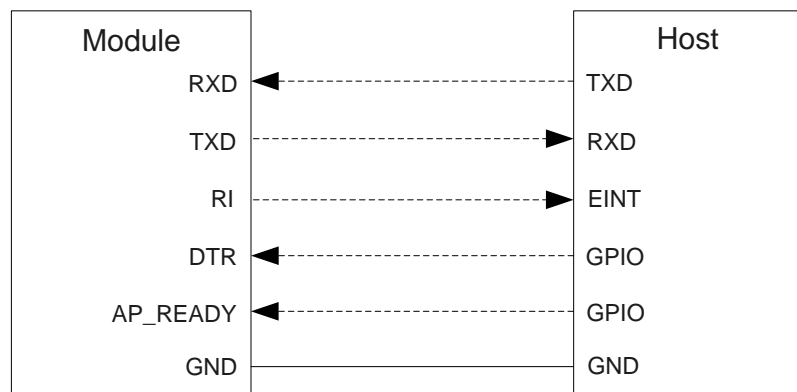 Module Host
RXD TXD
TXD RXD
RI EINT
DTR GPIO
AP_READY GPIO
GND GND